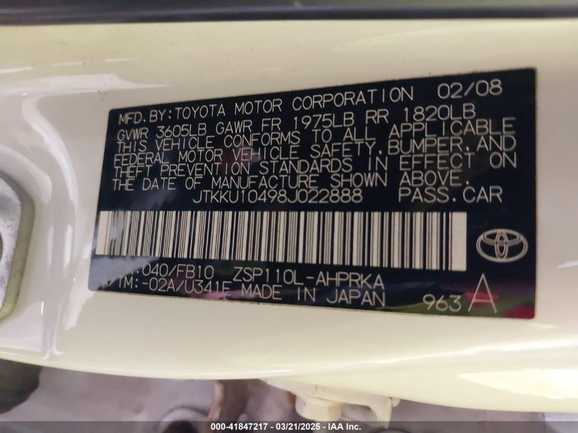 MFD. BY: TOYOTA MOTOR CORPORATION 02/08
GVWR 3605LB GAWR FR 1975LB RR 1820LB
THIS VEHICLE CONFORMS TO ALL APPLICABLE
FEDERAL MOTOR VEHICLE SAFETY, BUMPER, AND
THEFT PREVENTION STANDARDS IN EFFECT ON
THE DATE OF MANUFACTURE SHOWN ABOVE.
JTKKU10498J022888 PASS. CAR
040/FB10 ZSP110L-AHPRKA
/TM:-02A/U341F MADE IN JAPAN 963 A
000-41847217 - 03/21/2025 - IAA Inc.